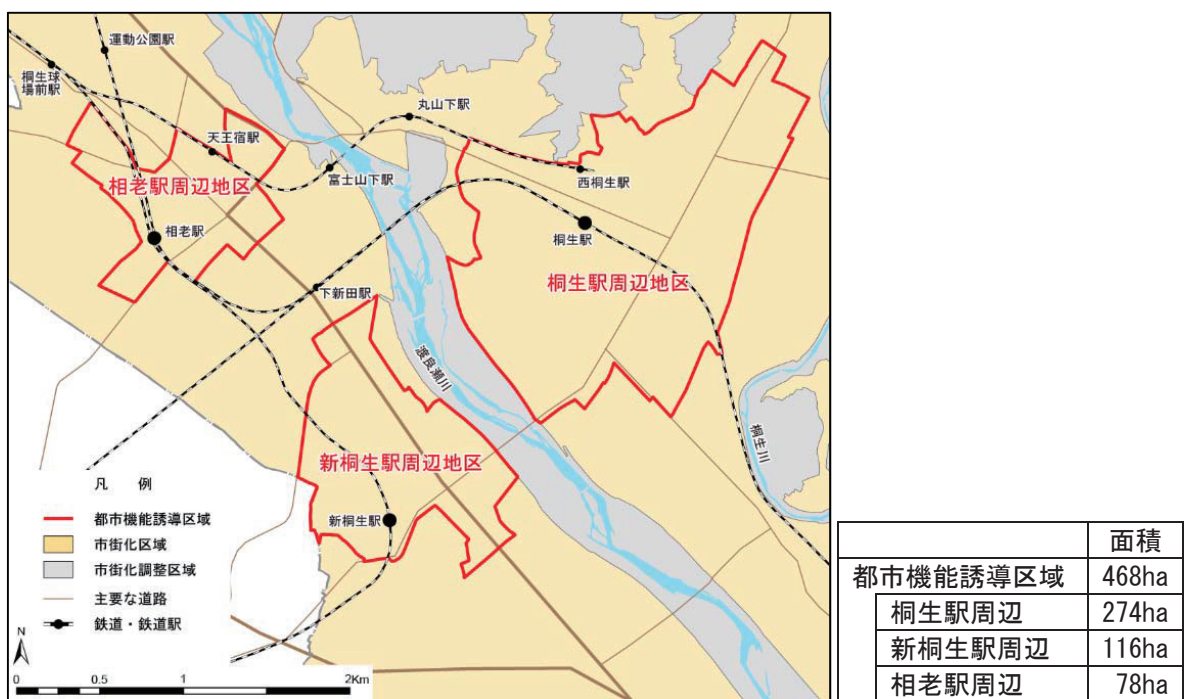 運動公園駅
桐生球
場前駅
丸山下駅
天王宿駅
富士山下駅
西桐生駅
相老駅周辺地区
相老駅
桐生駅
桐生駅周辺地区
下新田駅
渡良瀬川
新桐生駅周辺地区
桐生川
新桐生駅
凡 例
都市機能誘導区域
市街化区域
市街化調整区域
主要な道路
鉄道・鉄道駅
N
0 0.5 1 2Km
面積
都市機能誘導区域 468ha
桐生駅周辺 274ha
新桐生駅周辺 116ha
相老駅周辺 78ha